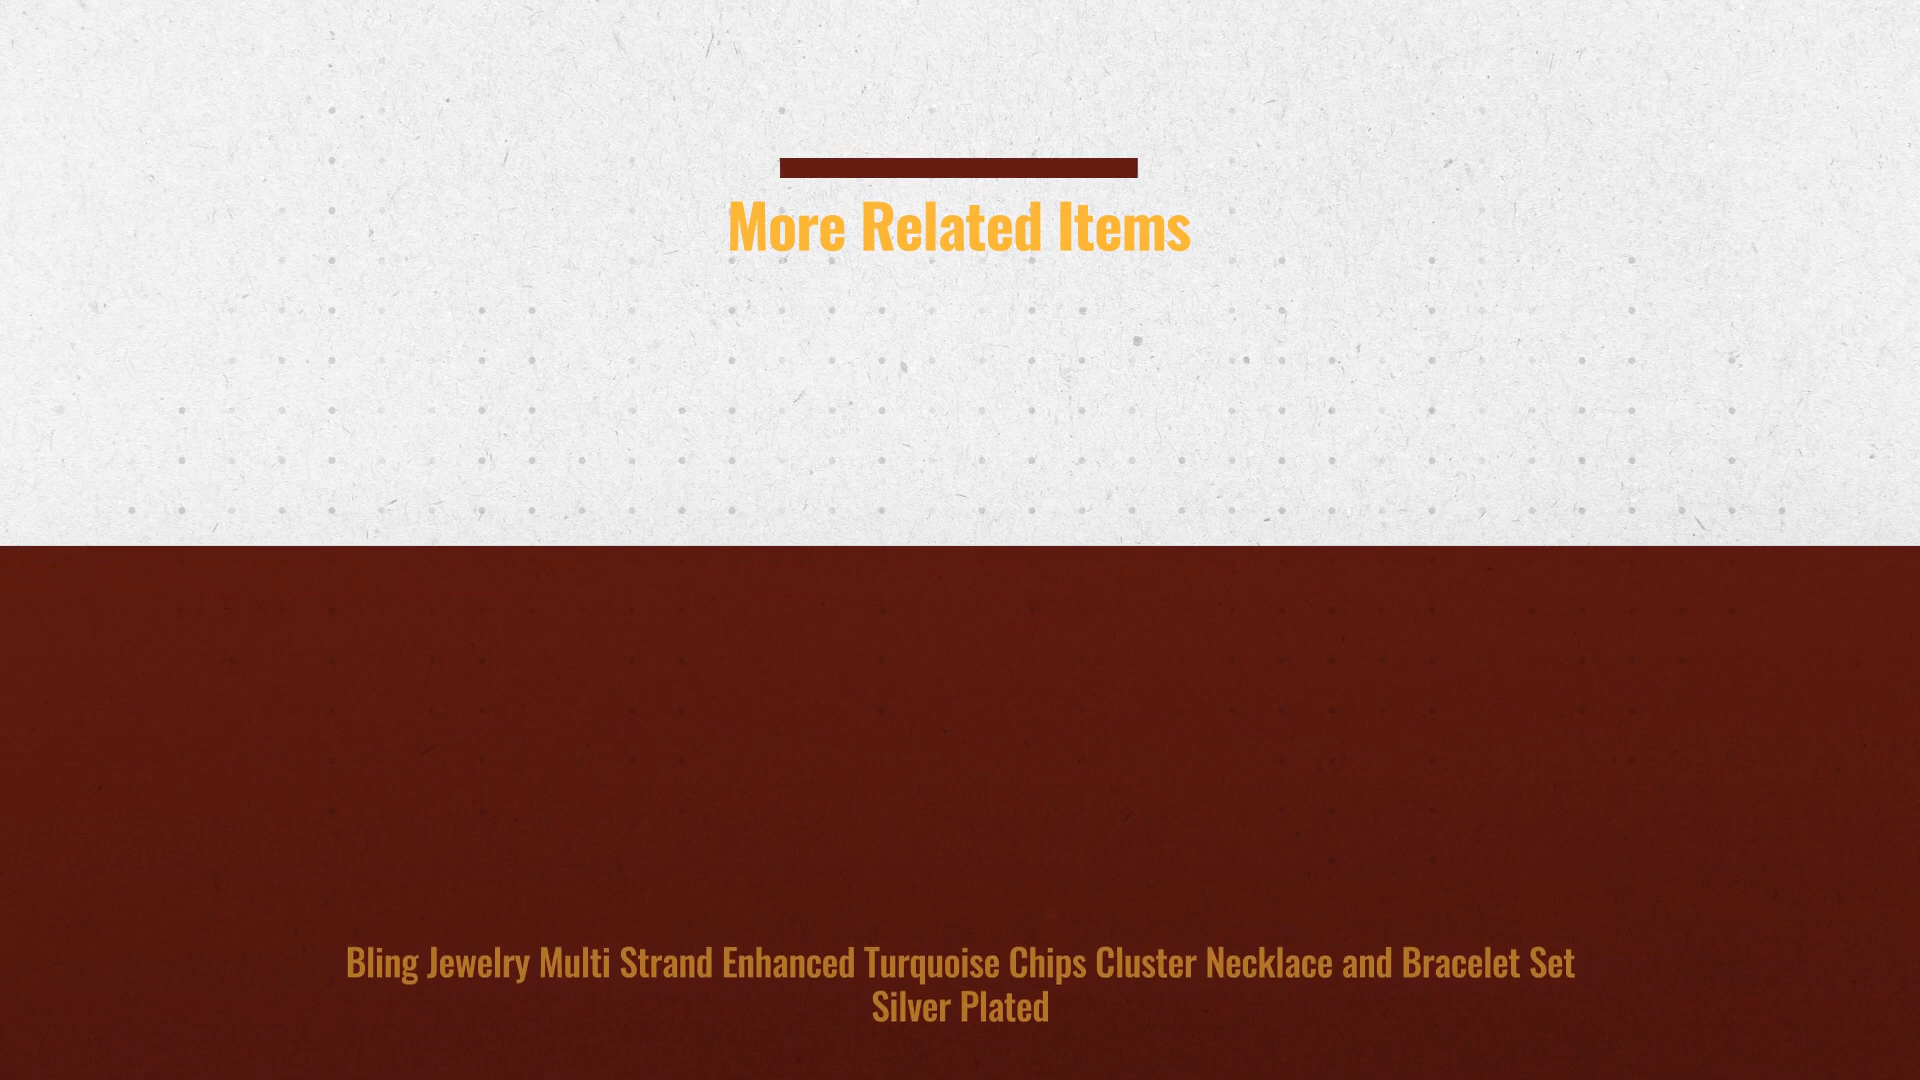 More Related Items
Bling Jewelry Multi Strand Enhanced Turquoise Chips Cluster Necklace and Bracelet Set
Silver Plated